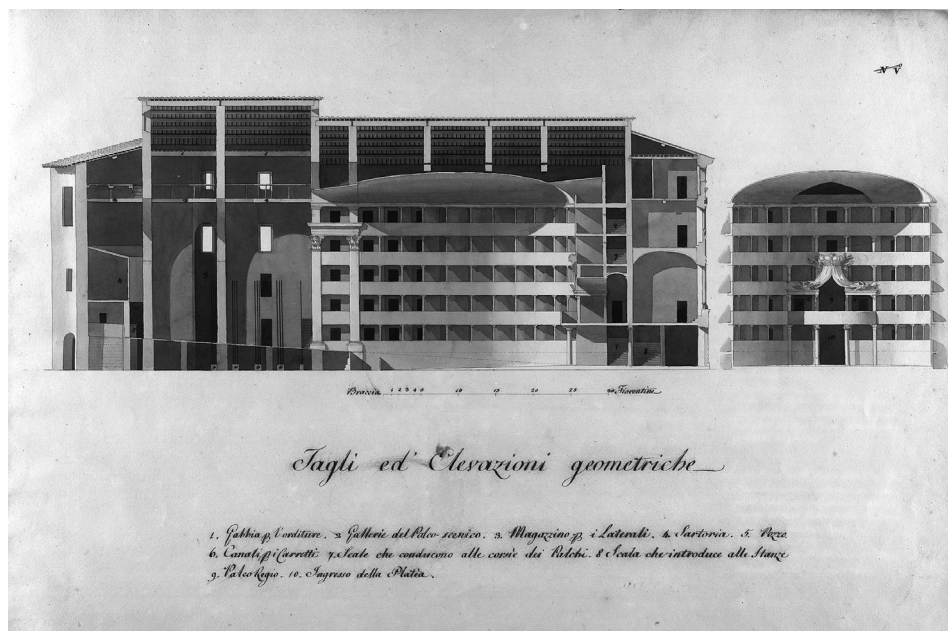 N V
Braccia 1 2 3 4 5 10 15 20 25 30 Fiorentine
Tagli ed' Elevazioni geometriche
1. Gabbia p. l'orditure. 2. Gallerie del Palco scenico. 3. Magazzino p. i Laterali. 4. Sartoria. 5. Pozzo
6. Canali p. i Carretti. 7. Scale che conducono alle corsie dei Palchi. 8 Scala che introduce alle Stanze
9. Palco Regio. 10. Ingresso della Platèa.